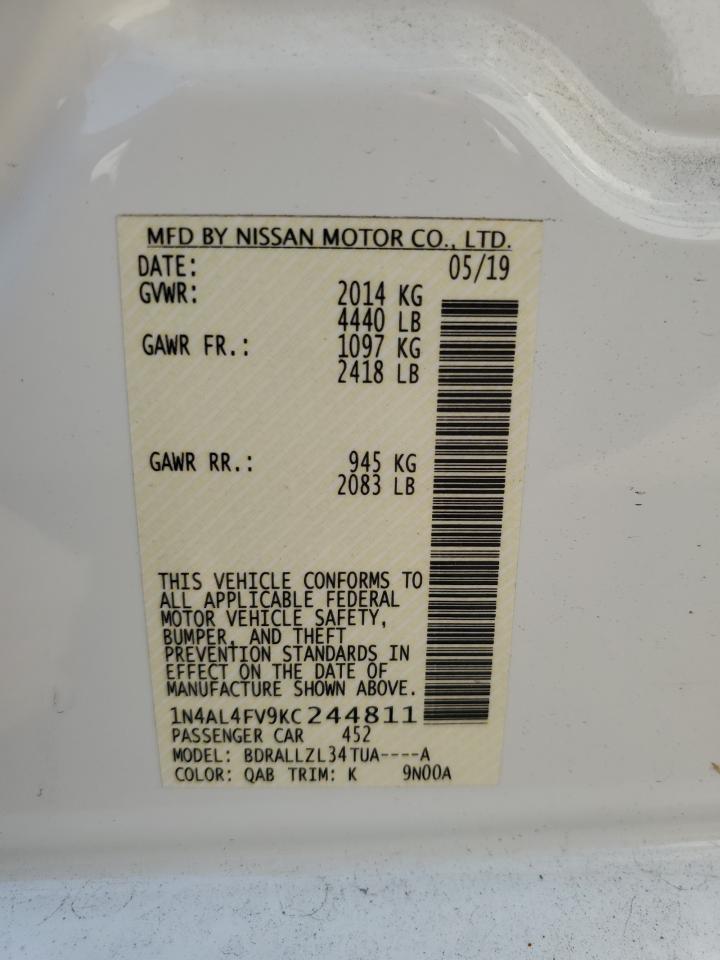 MFD BY NISSAN MOTOR CO., LTD.
DATE: 05/19
GVWR: 2014 KG
4440 LB
GAWR FR.: 1097 KG
2418 LB
GAWR RR.: 945 KG
2083 LB
THIS VEHICLE CONFORMS TO
ALL APPLICABLE FEDERAL
MOTOR VEHICLE SAFETY,
BUMPER, AND THEFT
PREVENTION STANDARDS IN
EFFECT ON THE DATE OF
MANUFACTURE SHOWN ABOVE.
1N4AL4FV9KC244811
PASSENGER CAR 452
MODEL: BDRALLZL34TUA----A
COLOR: QAB TRIM: K 9N00A